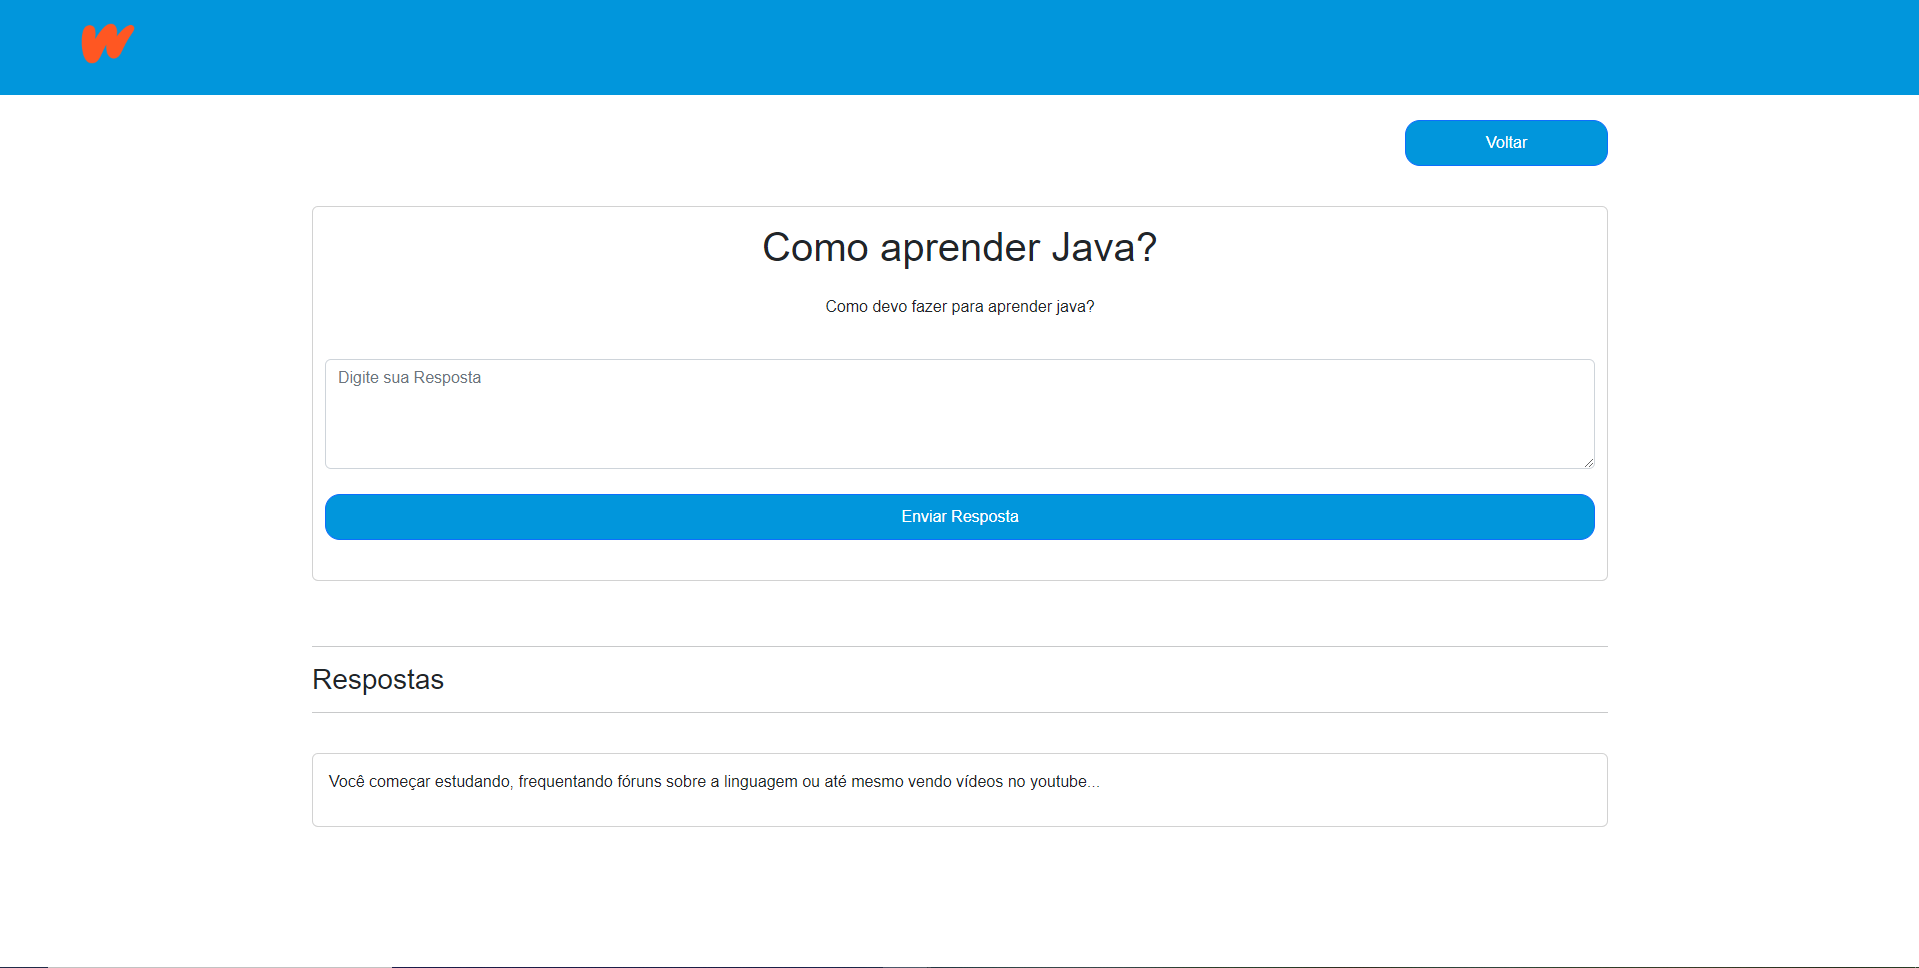 Voltar
Como aprender Java?
Como devo fazer para aprender java?
Digite sua Resposta
Enviar Resposta
Respostas
Você começar estudando, frequentando fóruns sobre a linguagem ou até mesmo vendo vídeos no youtube...